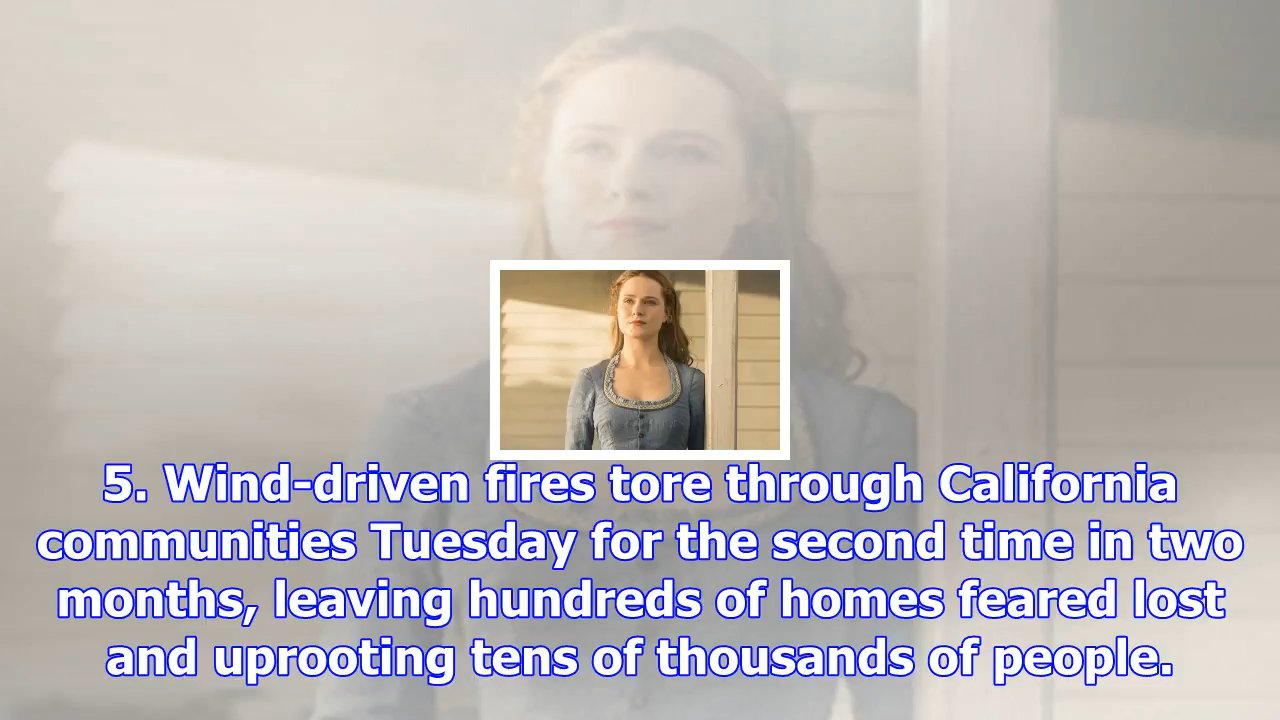 5. Wind-driven fires tore through California
communities Tuesday for the second time in two
months, leaving hundreds of homes feared lost
and uprooting tens of thousands of people.